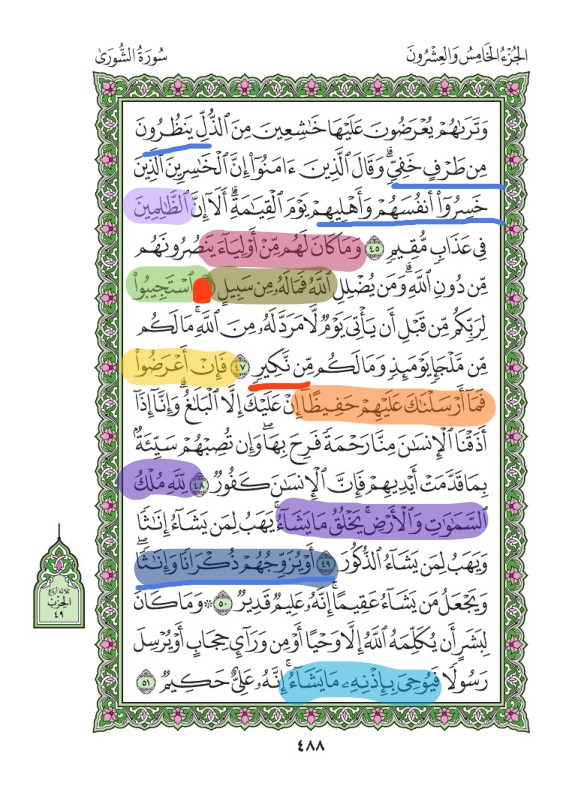 الجُزْءُ الخَامِسُ وَالعِشْرُونَ
سُورَةُ الشُّورَىٰ
وَتَرَىٰهُمْ يُعْرَضُونَ عَلَيْهَا خَٰشِعِينَ مِنَ ٱلذُّلِّ يَنظُرُونَ
مِن طَرْفٍ خَفِيٍّۗ وَقَالَ ٱلَّذِينَ ءَامَنُوٓاْ إِنَّ ٱلْخَٰسِرِينَ ٱلَّذِينَ
خَسِرُوٓاْ أَنفُسَهُمْ وَأَهْلِيهِمْ يَوْمَ ٱلْقِيَٰمَةِۗ أَلَآ إِنَّ ٱلظَّٰلِمِينَ
فِي عَذَابٍ مُّقِيمٍ ٤٥ وَمَا كَانَ لَهُم مِّنْ أَوْلِيَآءَ يَنصُرُونَهُم
مِّن دُونِ ٱللَّهِۗ وَمَن يُضْلِلِ ٱللَّهُ فَمَا لَهُۥ مِن سَبِيلٍ ٱسْتَجِيبُواْ
لِرَبِّكُم مِّن قَبْلِ أَن يَأْتِيَ يَوْمٌ لَّا مَرَدَّ لَهُۥ مِنَ ٱللَّهِۚ مَا لَكُم
مِّن مَّلْجَإٍ يَوْمَئِذٍ وَمَا لَكُم مِّن نَّكِيرٍ ٤٧ فَإِنْ أَعْرَضُواْ
فَمَآ أَرْسَلْنَٰكَ عَلَيْهِمْ حَفِيظًاۖ إِنْ عَلَيْكَ إِلَّا ٱلْبَلَٰغُۗ وَإِنَّآ إِذَآ
أَذَقْنَا ٱلْإِنسَٰنَ مِنَّا رَحْمَةً فَرِحَ بِهَاۖ وَإِن تُصِبْهُمْ سَيِّئَةُۢ
بِمَا قَدَّمَتْ أَيْدِيهِمْ فَإِنَّ ٱلْإِنسَٰنَ كَفُورٌ ٤٨ لِّلَّهِ مُلْكُ
ٱلسَّمَٰوَٰتِ وَٱلْأَرْضِۚ يَخْلُقُ مَا يَشَآءُۚ يَهَبُ لِمَن يَشَآءُ إِنَٰثًا
وَيَهَبُ لِمَن يَشَآءُ ٱلذُّكُورَ ٤٩ أَوْ يُزَوِّجُهُمْ ذُكْرَانًا وَإِنَٰثًاۖ
وَيَجْعَلُ مَن يَشَآءُ عَقِيمًاۚ إِنَّهُۥ عَلِيمٌ قَدِيرٌ ٥٠ ۞ وَمَا كَانَ
لِبَشَرٍ أَن يُكَلِّمَهُ ٱللَّهُ إِلَّا وَحْيًا أَوْ مِن وَرَآيِٕ حِجَابٍ أَوْ يُرْسِلَ
رَسُولًا فَيُوحِيَ بِإِذْنِهِۦ مَا يَشَآءُۚ إِنَّهُۥ عَلِيٌّ حَكِيمٌ ٥١
ثلاثة أرباع
الحِزْب
٤٩
٤٨٨